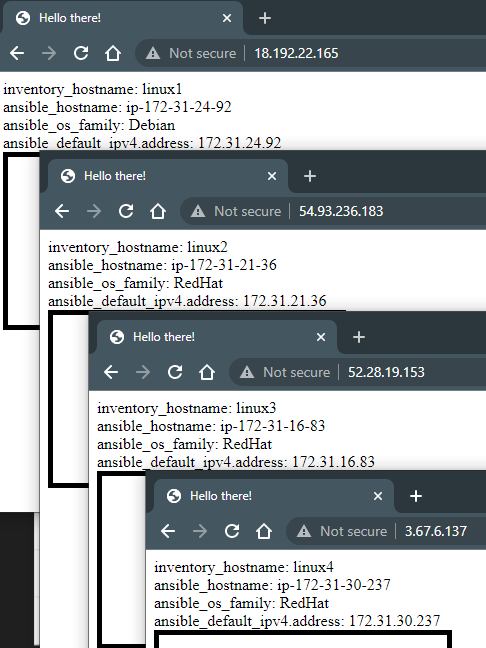 Hello there!
Not secure 18.192.22.165
inventory_hostname: linux1
ansible_hostname: ip-172-31-24-92
ansible_os_family: Debian
ansible_default_ipv4.address: 172.31.24.92
Hello there!
Not secure 54.93.236.183
inventory_hostname: linux2
ansible_hostname: ip-172-31-21-36
ansible_os_family: RedHat
ansible_default_ipv4.address: 172.31.21.36
Hello there!
Not secure 52.28.19.153
inventory_hostname: linux3
ansible_hostname: ip-172-31-16-83
ansible_os_family: RedHat
ansible_default_ipv4.address: 172.31.16.83
Hello there!
Not secure 3.67.6.137
inventory_hostname: linux4
ansible_hostname: ip-172-31-30-237
ansible_os_family: RedHat
ansible_default_ipv4.address: 172.31.30.237